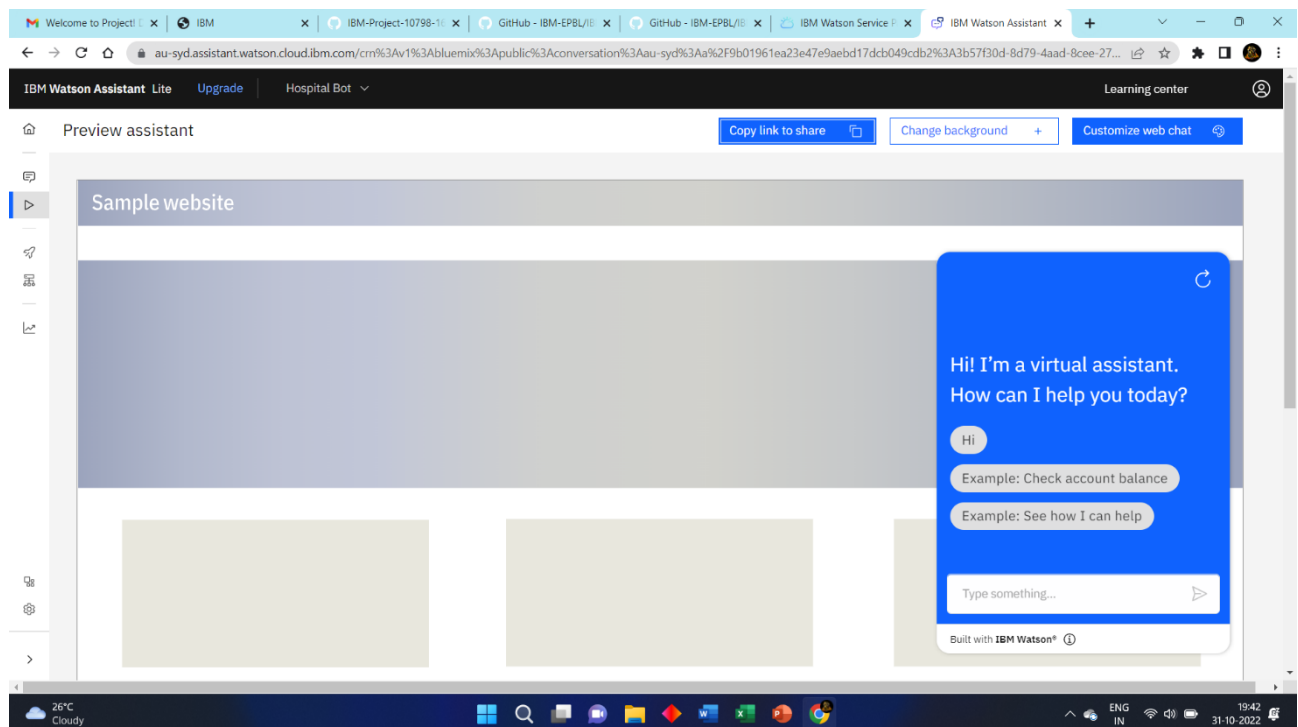 Welcome to Project!
IBM
IBM-Project-10798-1
GitHub - IBM-EPBL/IB
GitHub - IBM-EPBL/IB
IBM Watson Service P
IBM Watson Assistant
au-syd.assistant.watson.cloud.ibm.com/crn%3Av1%3Abluemix%3Apublic%3Aconversation%3Aau-syd%3Aa%2F9b01961ea23e47e9aebd17dcb049cdb2%3A3b57f30d-8d79-4aad-8cee-27...
IBM Watson Assistant Lite Upgrade Hospital Bot Learning center
Preview assistant
Copy link to share
Change background +
Customize web chat
Sample website
Hi! I'm a virtual assistant.
How can I help you today?
Hi
Example: Check account balance
Example: See how I can help
Type something...
Built with IBM Watson®
26°C
Cloudy
ENG
IN
19:42
31-10-2022